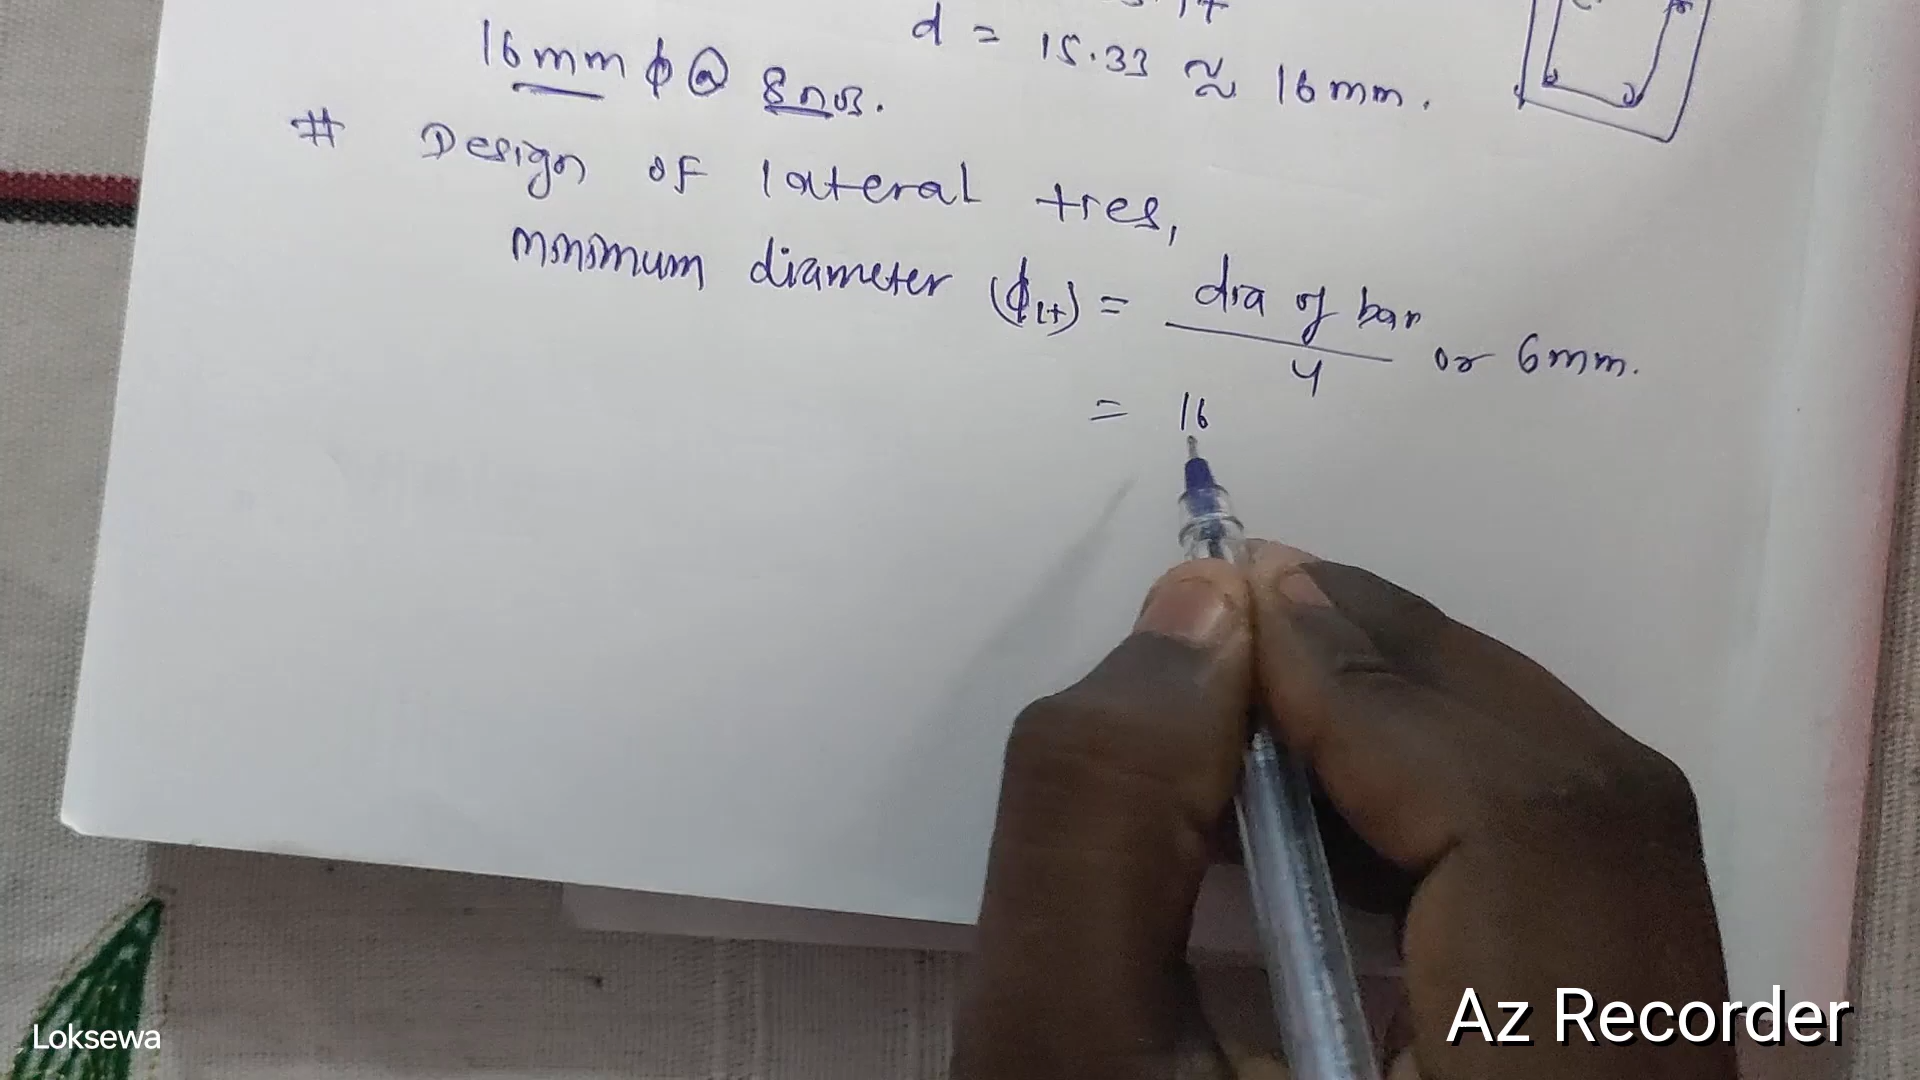 d = 15.33 ≈ 16mm.
16mm ϕ @ 8nos.
# Design of lateral ties,
minimum diameter (ϕlt) = dia of bar / 4 or 6mm.
= 16
Loksewa
Az Recorder